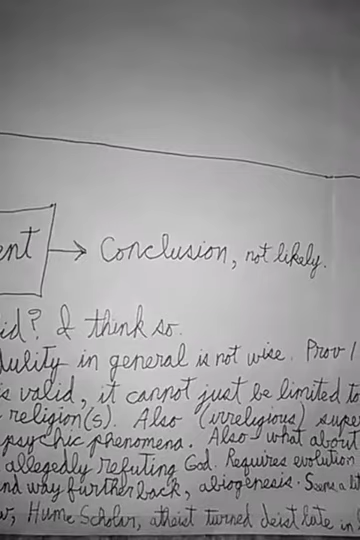 ent → Conclusion, not likely.
id? I think so.
dulity in general is not wise. Prov 1
s valid, it cannot just be limited to
religion(s). Also (irreligious) supe
psychic phenomena. Also what about
allegedly refuting God. Requires evolution
nd way further back, abiogenesis. Seems a lit
w, Hume Scholar, atheist turned deist late in l